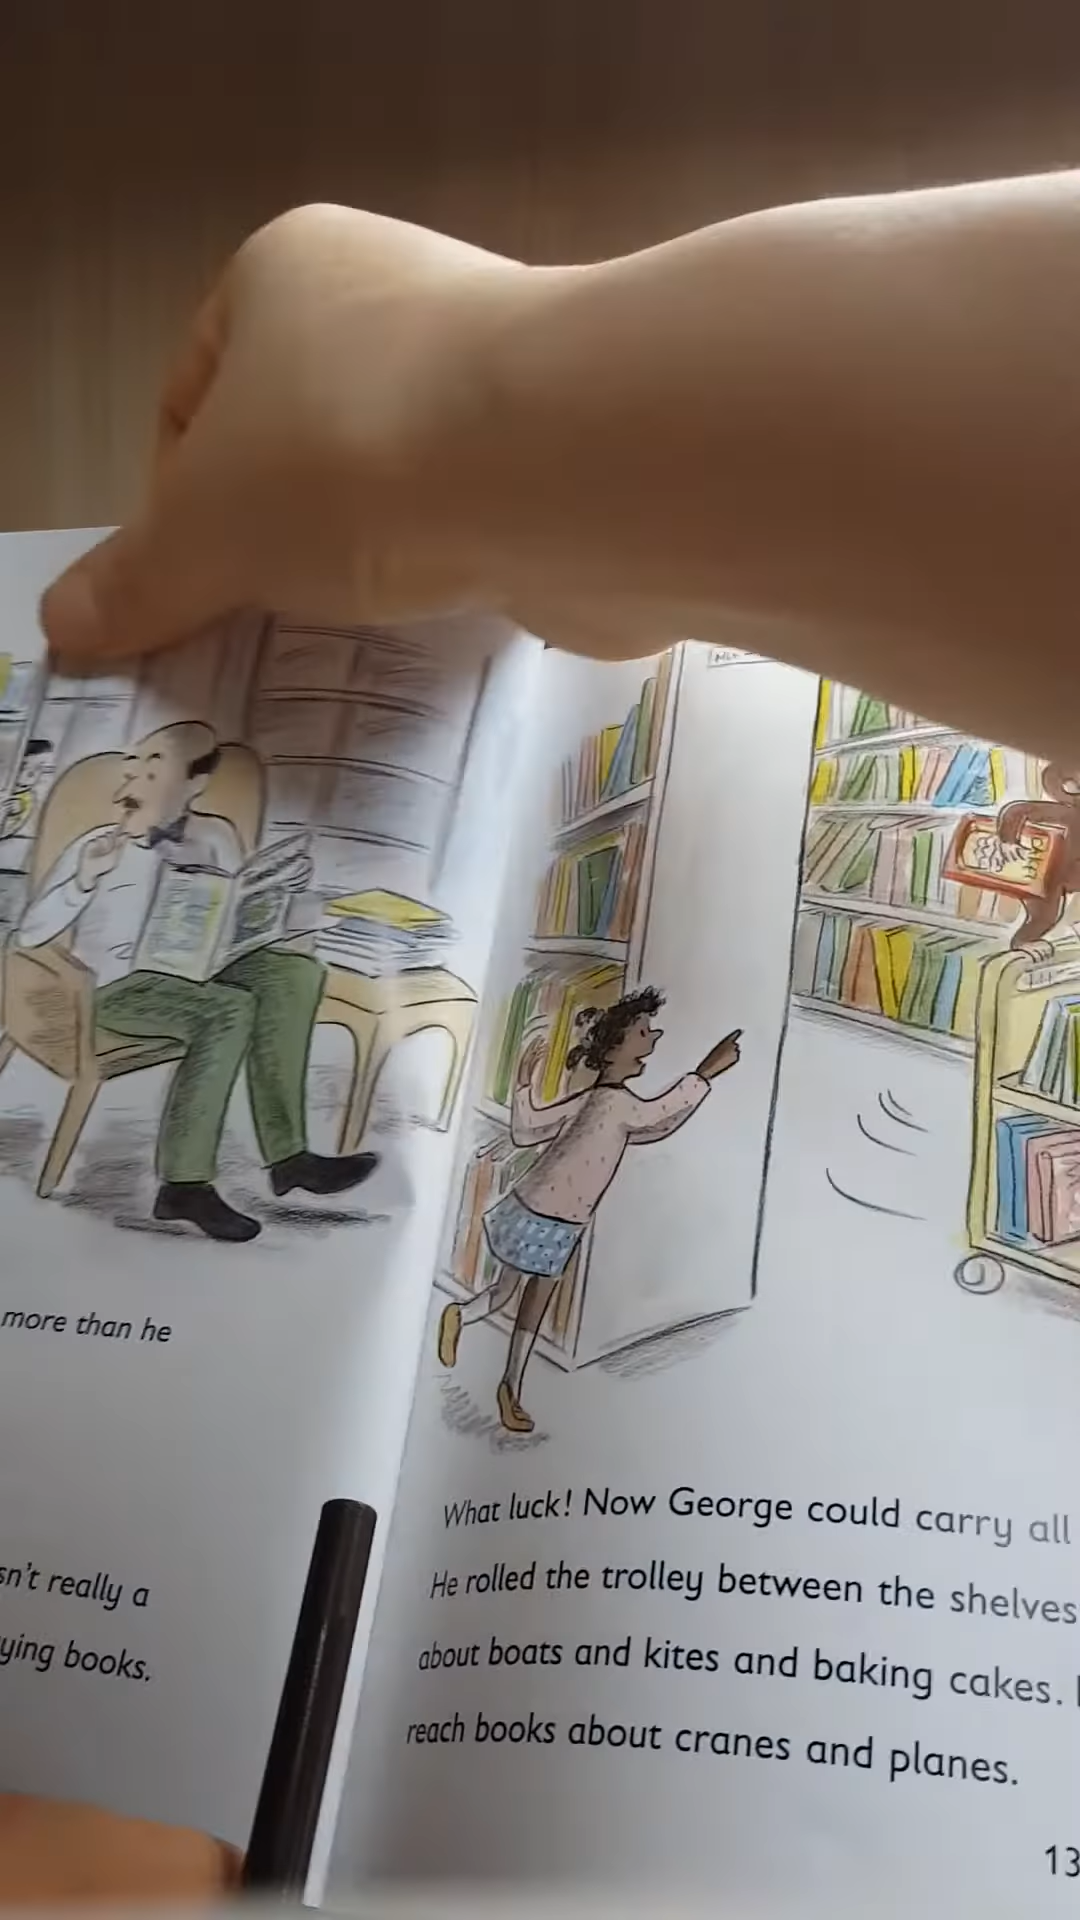 more than he
sn't really a
ying books.
What luck! Now George could carry all
He rolled the trolley between the shelves
about boats and kites and baking cakes.
reach books about cranes and planes.
13
CAKES